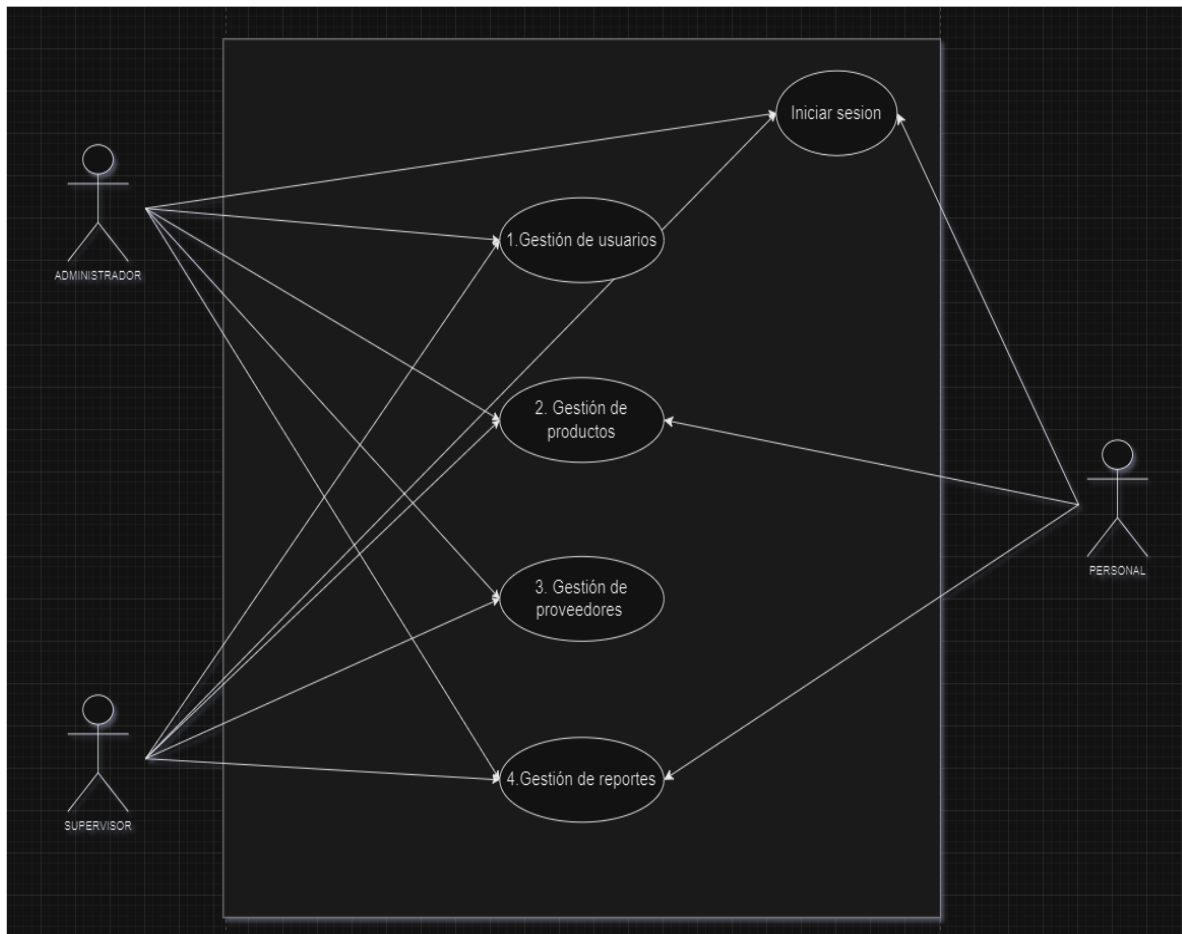 Iniciar sesion
ADMINISTRADOR
1.Gestión de usuarios
2. Gestión de
productos
PERSONAL
3. Gestión de
proveedores
4.Gestión de reportes
SUPERVISOR